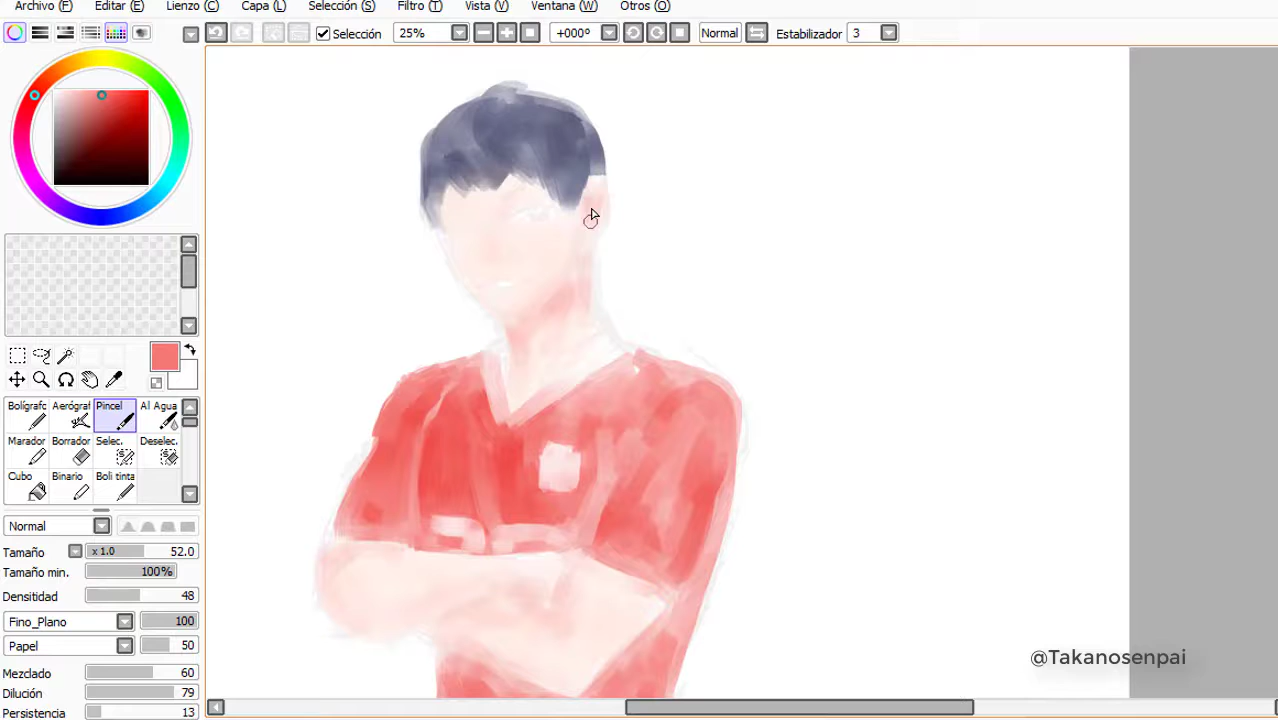 Archivo (F) Editar (E) Lienzo (C) Capa (L) Selección (S) Filtro (T) Vista (V) Ventana (W) Otros (O)
Selección 25% +000º Normal Estabilizador 3
Bolígrafc Aerógraf Pincel Al Agua
Marador Borrador Selec. Deselec.
Cubo Binario Boli tinta
Normal
Tamaño x 1.0 52.0
Tamaño min. 100%
Densitidad 48
Fino_Plano 100
Papel 50
Mezclado 60
Dilución 79
Persistencia 13
@Takanosenpai